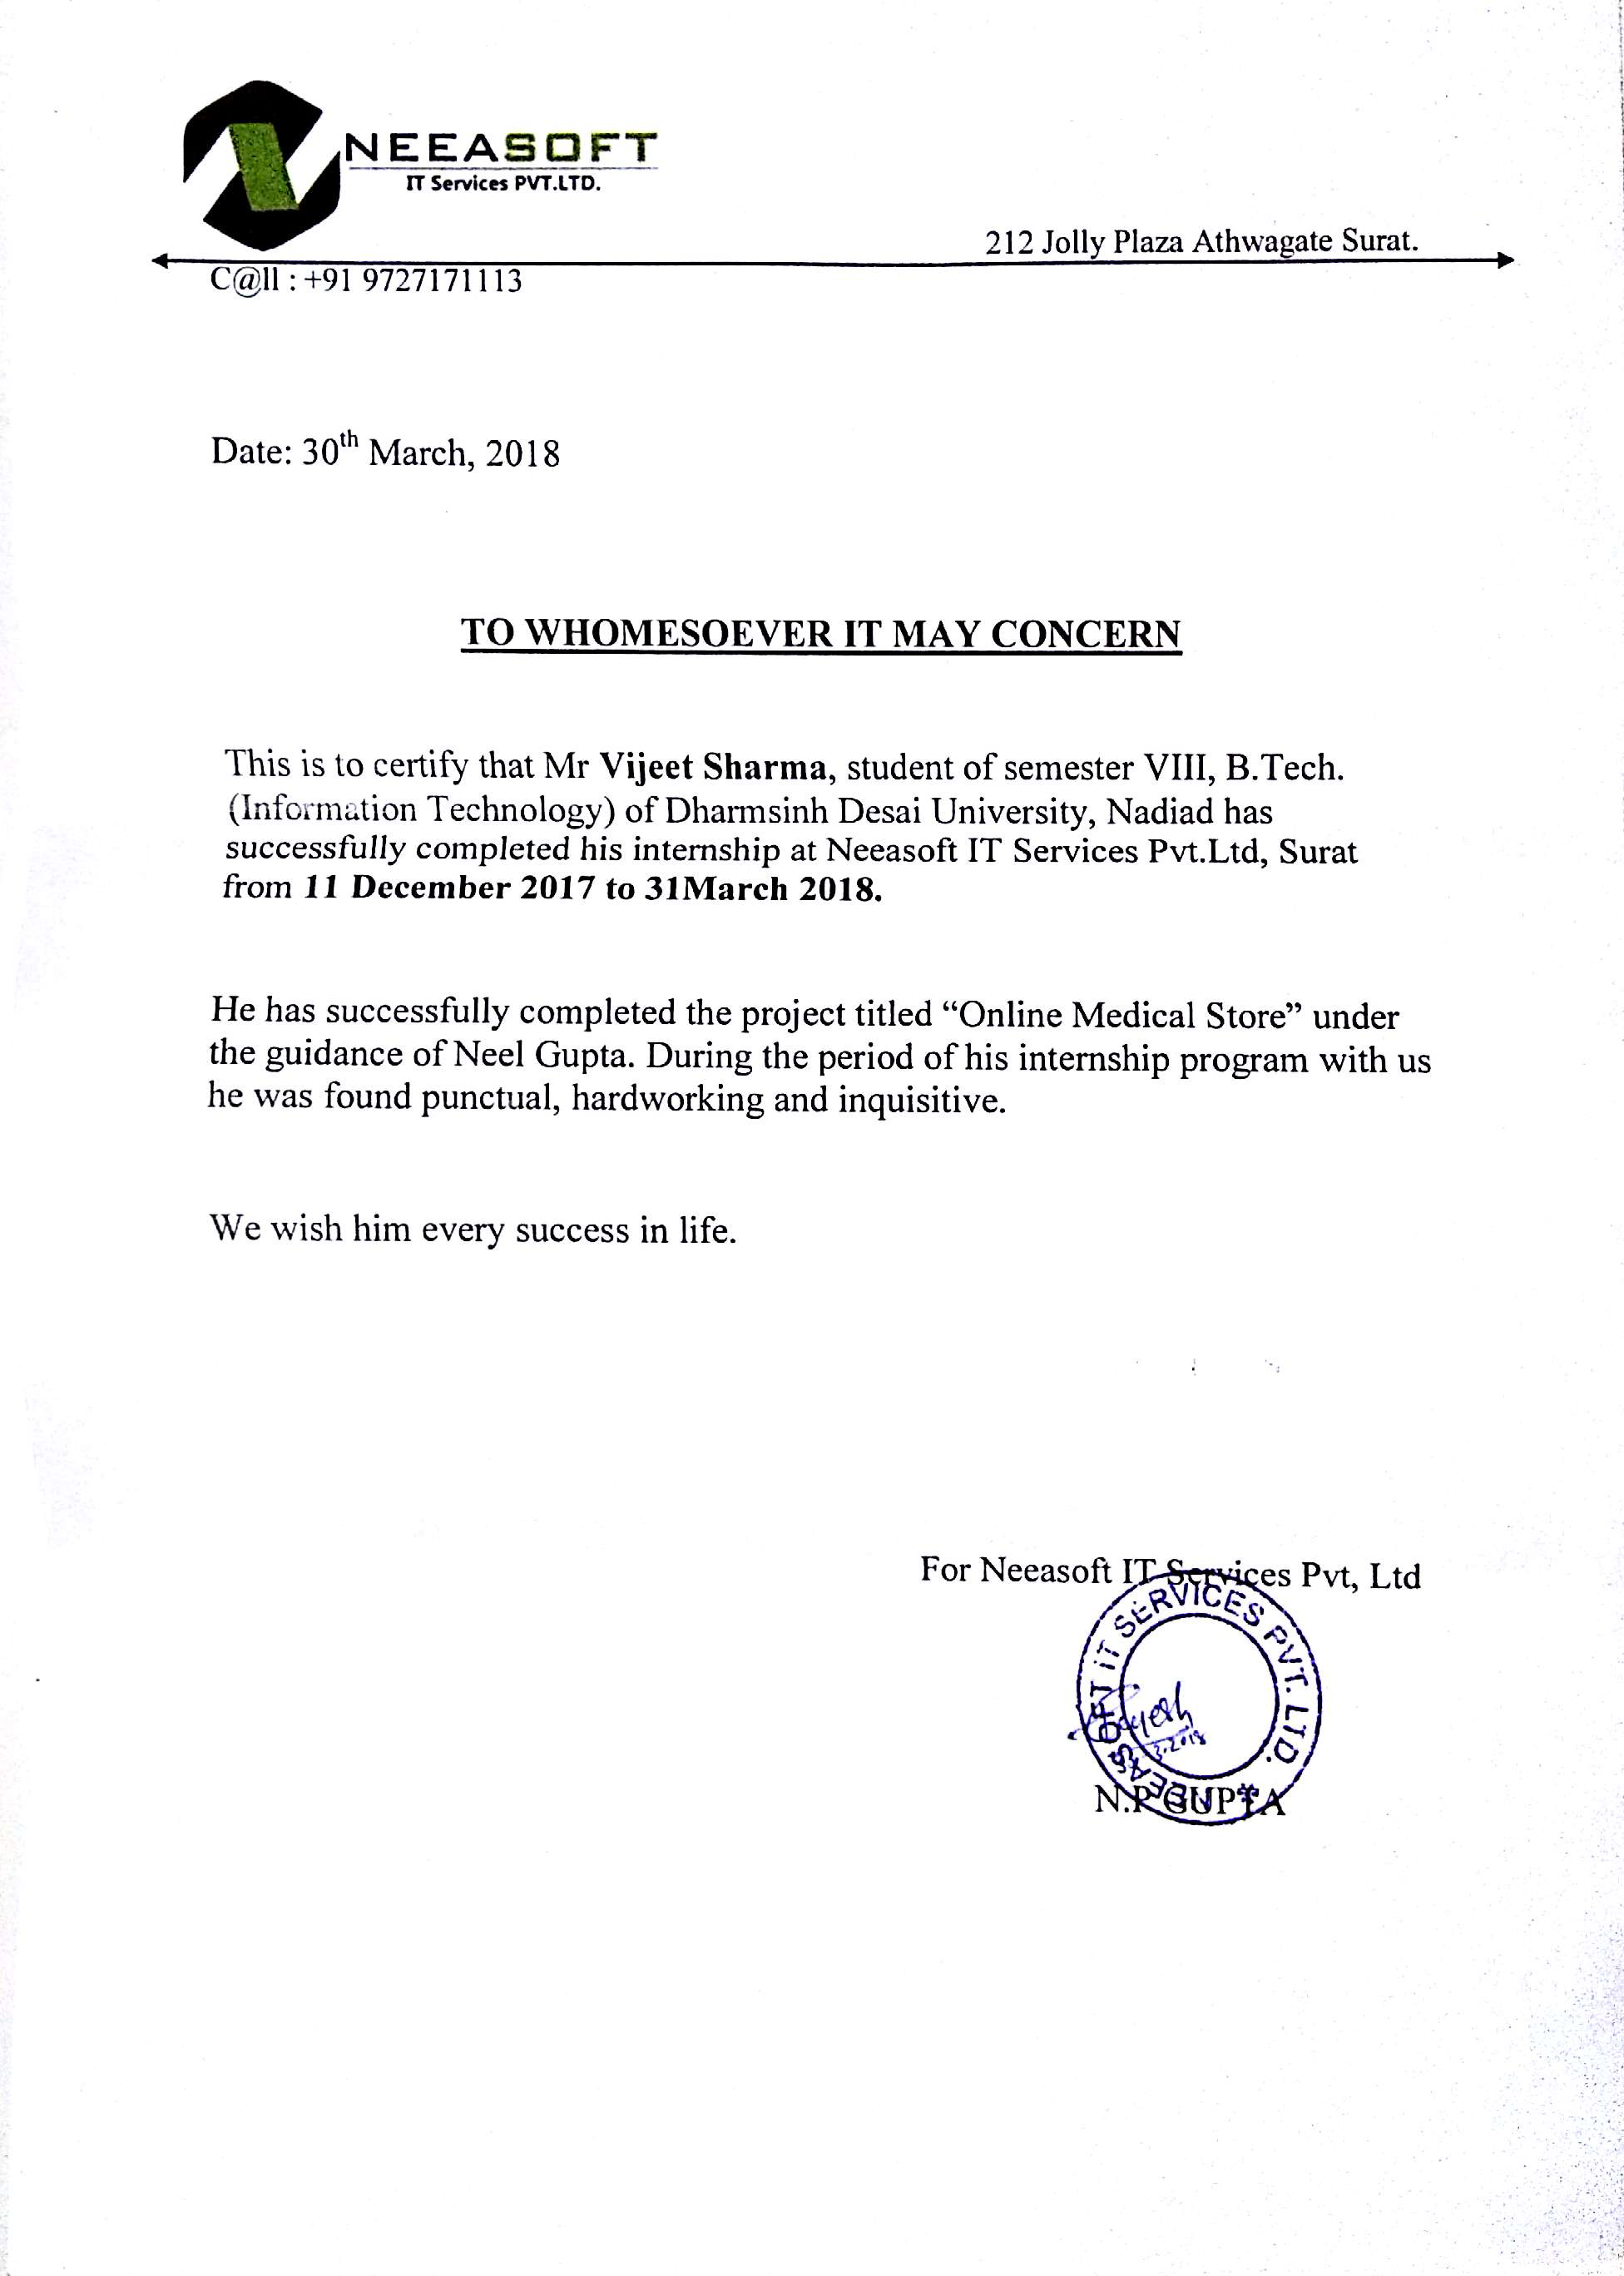 NEEASOFT
IT Services PVT.LTD.
212 Jolly Plaza Athwagate Surat.
C@ll : +91 9727171113
Date: 30th March, 2018
TO WHOMESOEVER IT MAY CONCERN
This is to certify that Mr Vijeet Sharma, student of semester VIII, B.Tech.
(Information Technology) of Dharmsinh Desai University, Nadiad has
successfully completed his internship at Neeasoft IT Services Pvt.Ltd, Surat
from 11 December 2017 to 31March 2018.
He has successfully completed the project titled “Online Medical Store” under
the guidance of Neel Gupta. During the period of his internship program with us
he was found punctual, hardworking and inquisitive.
We wish him every success in life.
For Neeasoft IT Services Pvt, Ltd
NEEASOFT IT SERVICES PVT. LTD.
N.P GUPTA